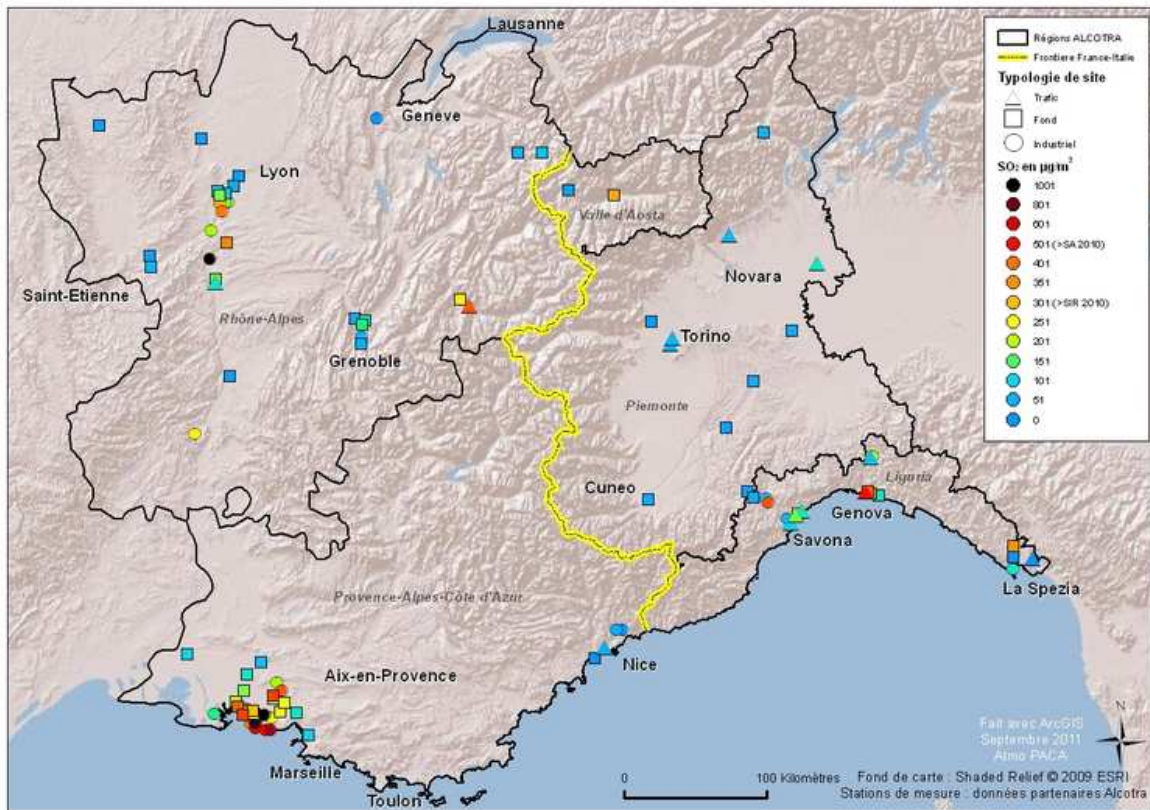 Lausanne
Geneve
Lyon
Valle d'Aosta
Novara
Saint-Etienne
Rhône-Alpes
Grenoble
Torino
Piemonte
Cuneo
Liguria
Genova
Savona
La Spezia
Provence-Alpes-Côte d'Azur
Aix-en-Provence
Nice
Marseille
Toulon
Régions ALCOTRA
Frontiere France-Italie
Typologie de site
Trafic
Fond
Industriel
SO₂ en µg/m³
1001
801
601
501 (>SA 2010)
401
351
301 (>SIR 2010)
251
201
151
101
51
0
N
Fait avec ArcGIS
Septembre 2011
Atmo PACA
0 100 Kilomètres
Fond de carte : Shaded Relief © 2009 ESRI
Stations de mesure : données partenaires Alcotra